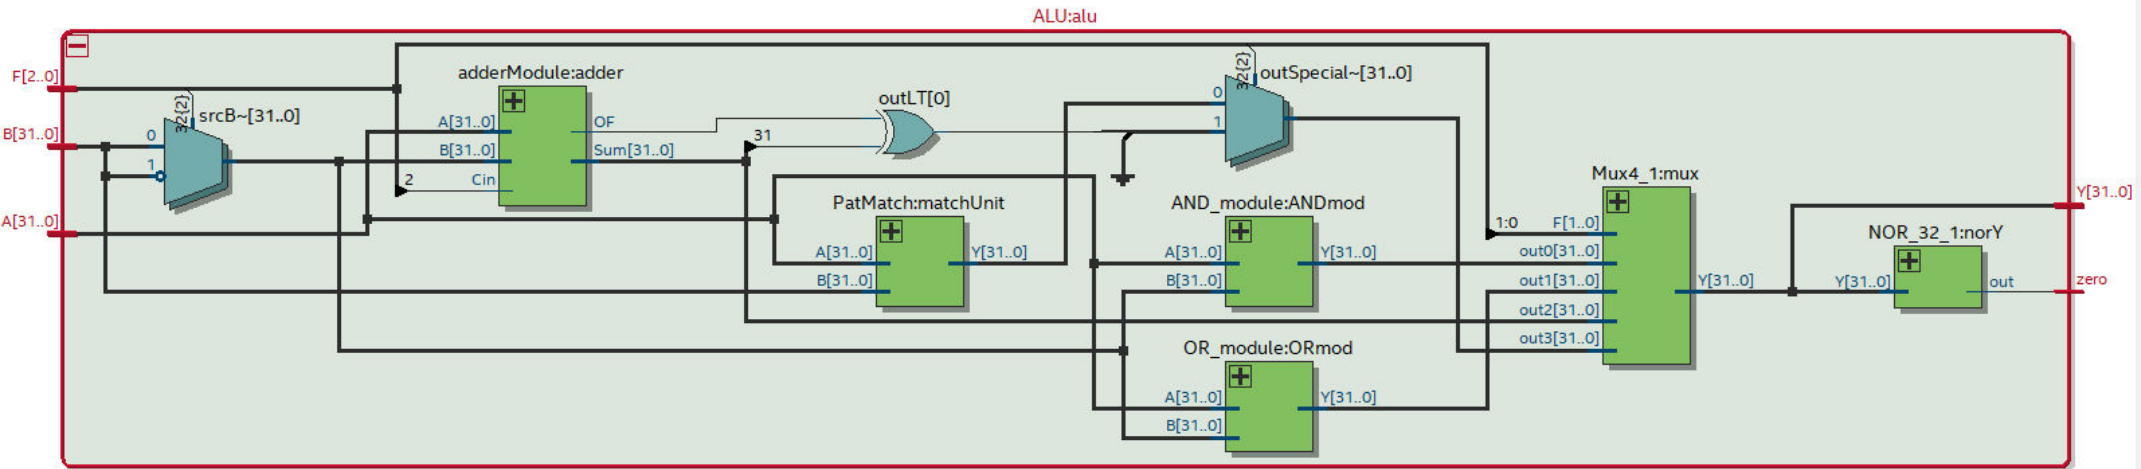 ALU:alu
F[2..0]
B[31..0]
A[31..0]
32{2}
srcB~[31..0]
0
1
adderModule:adder
A[31..0]
B[31..0]
Cin
2
OF
Sum[31..0]
31
outLT[0]
32{2}
outSpecial~[31..0]
0
1
PatMatch:matchUnit
A[31..0]
B[31..0]
Y[31..0]
AND_module:ANDmod
A[31..0]
B[31..0]
Y[31..0]
OR_module:ORmod
A[31..0]
B[31..0]
Y[31..0]
Mux4_1:mux
1:0
F[1..0]
out0[31..0]
out1[31..0]
out2[31..0]
out3[31..0]
Y[31..0]
NOR_32_1:norY
Y[31..0]
out
Y[31..0]
zero